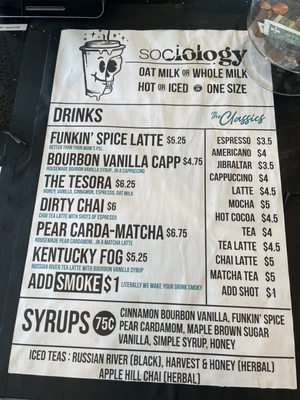 sociology
OAT MILK OR WHOLE MILK
HOT OR ICED ONE SIZE
DRINKS
FUNKIN' SPICE LATTE $5.25
BETTER THAN YOUR MOM'S PSL.
BOURBON VANILLA CAPP $4.75
HOUSEMADE BOURBON VANILLA SYRUP...IN A CAPPUCCINO
THE TESORA $6.25
HONEY, VANILLA, CINNAMON, ESPRESSO, OAT MILK
DIRTY CHAI $6
CHAI TEA LATTE WITH SHOTS OF ESPRESSO
PEAR CARDA-MATCHA $6.75
HOUSEMADE PEAR CARDAMOM...IN A MATCHA LATTE
KENTUCKY FOG $5.25
RUSSIAN RIVER TEA LATTE WITH BOURBON VANILLA SYRUP
ADD SMOKE $1 LITERALLY WE MAKE YOUR DRINK SMOKY
The Classics
ESPRESSO $3.5
AMERICANO $4
JIBRALTAR $3.5
CAPPUCCINO $4
LATTE $4.5
MOCHA $5
HOT COCOA $4.5
TEA $4
TEA LATTE $4.5
CHAI LATTE $5
MATCHA TEA $5
ADD SHOT $1
SYRUPS 75¢
CINNAMON BOURBON VANILLA, FUNKIN' SPICE
PEAR CARDAMOM, MAPLE BROWN SUGAR
VANILLA, SIMPLE SYRUP, HONEY
ICED TEAS : RUSSIAN RIVER (BLACK), HARVEST & HONEY (HERBAL)
APPLE HILL CHAI (HERBAL)